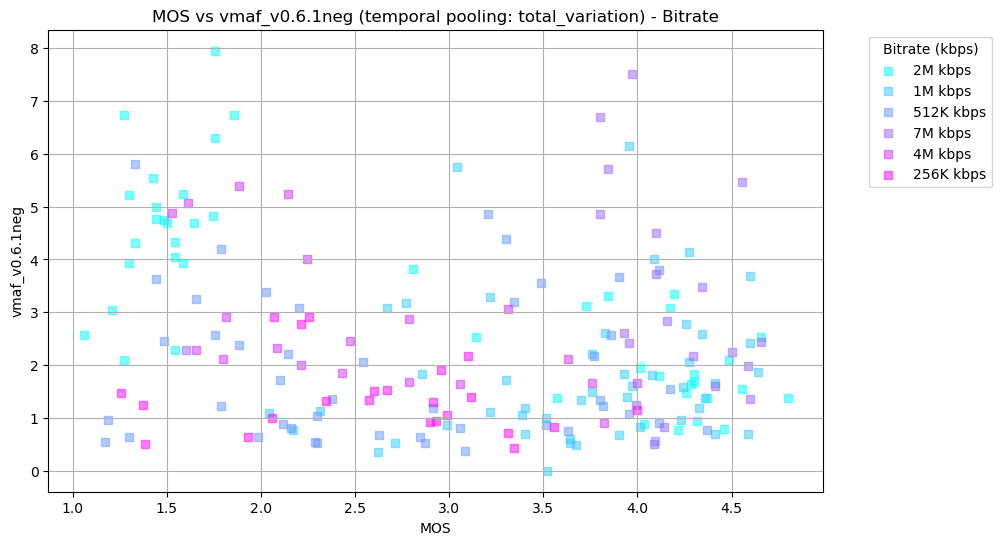 MOS vs vmaf_v0.6.1neg (temporal pooling: total_variation) - Bitrate
8
7
6
5
4
3
2
1
0
vmaf_v0.6.1neg
1.0 1.5 2.0 2.5 3.0 3.5 4.0 4.5
MOS
Bitrate (kbps)
2M kbps
1M kbps
512K kbps
7M kbps
4M kbps
256K kbps